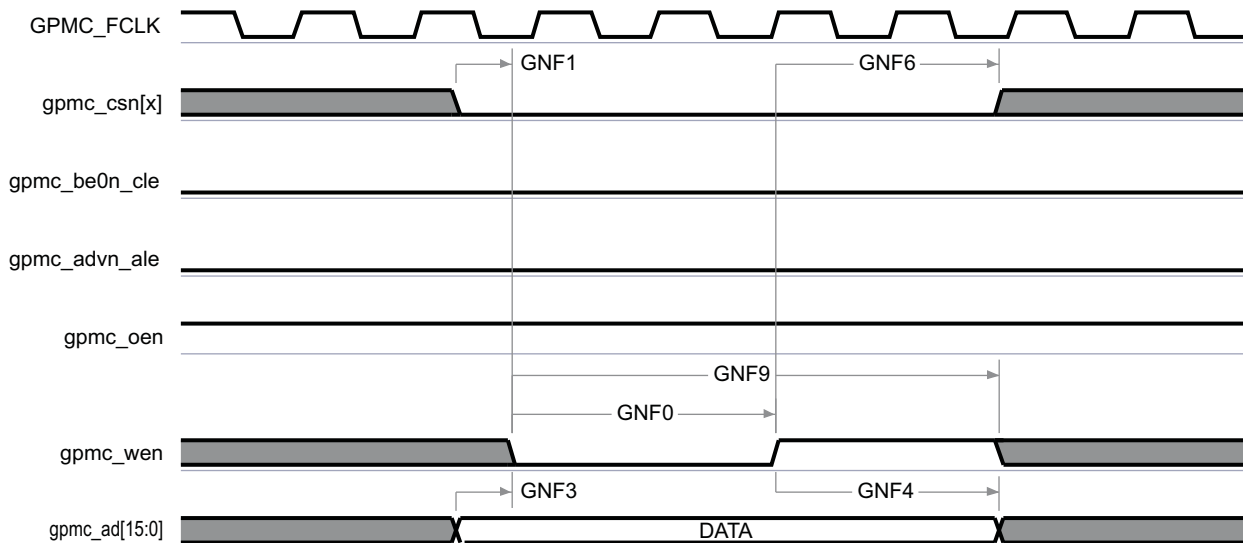 GPMC_FCLK
GNF1
GNF6
gpmc_csn[x]
gpmc_be0n_cle
gpmc_advn_ale
gpmc_oen
GNF9
GNF0
gpmc_wen
GNF3
GNF4
gpmc_ad[15:0]
DATA